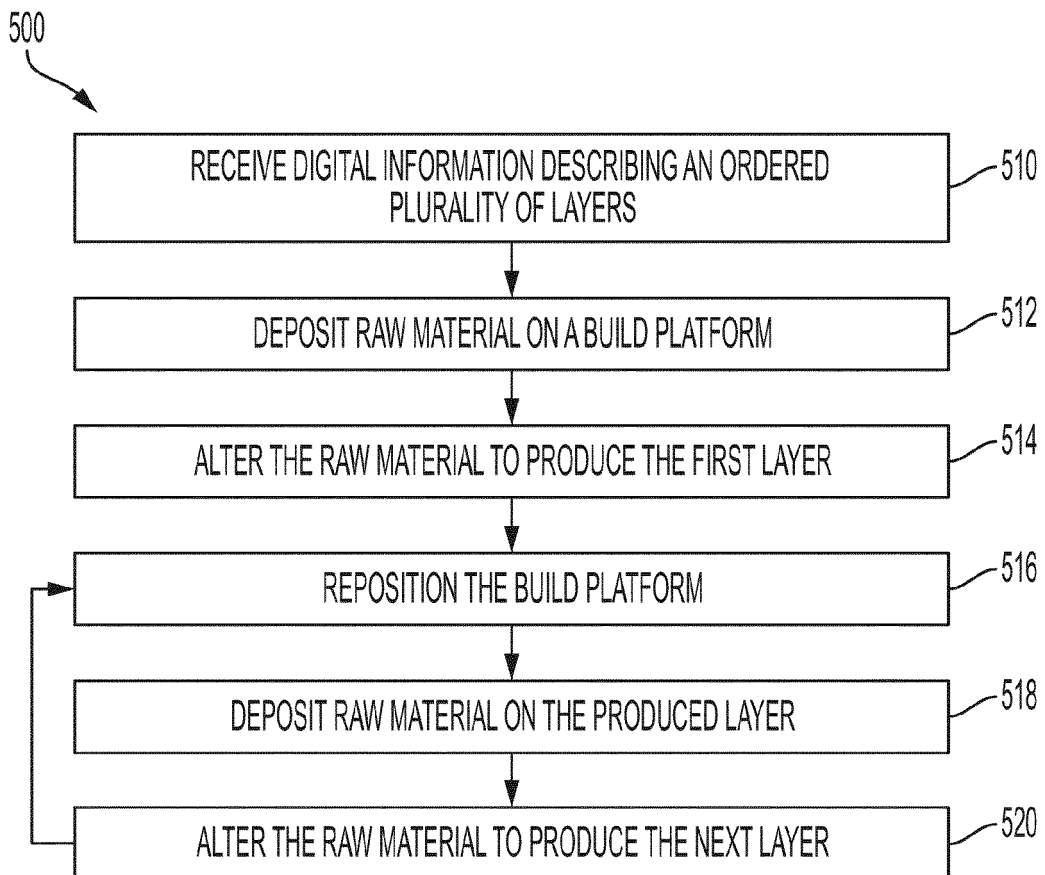 500
RECEIVE DIGITAL INFORMATION DESCRIBING AN ORDERED
PLURALITY OF LAYERS
510
DEPOSIT RAW MATERIAL ON A BUILD PLATFORM
512
ALTER THE RAW MATERIAL TO PRODUCE THE FIRST LAYER
514
REPOSITION THE BUILD PLATFORM
516
DEPOSIT RAW MATERIAL ON THE PRODUCED LAYER
518
ALTER THE RAW MATERIAL TO PRODUCE THE NEXT LAYER
520